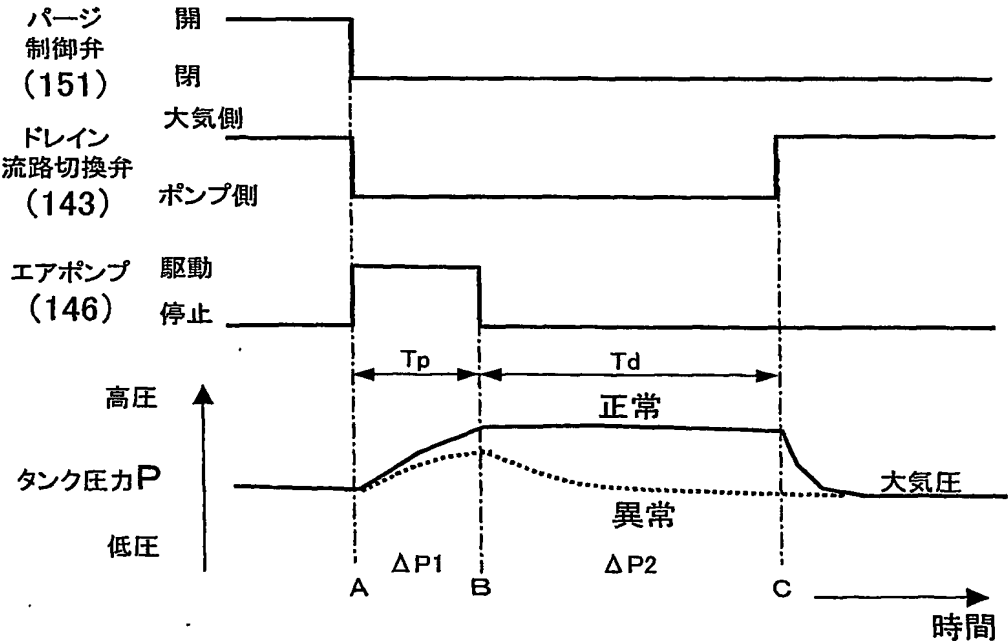 パージ
制御弁
(151)
開
閉
ドレイン
流路切換弁
(143)
大気側
ポンプ側
エアポンプ
(146)
駆動
停止
Tp
Td
高圧
正常
タンク圧力P
大気圧
異常
低圧
ΔP1
ΔP2
A
B
C
時間